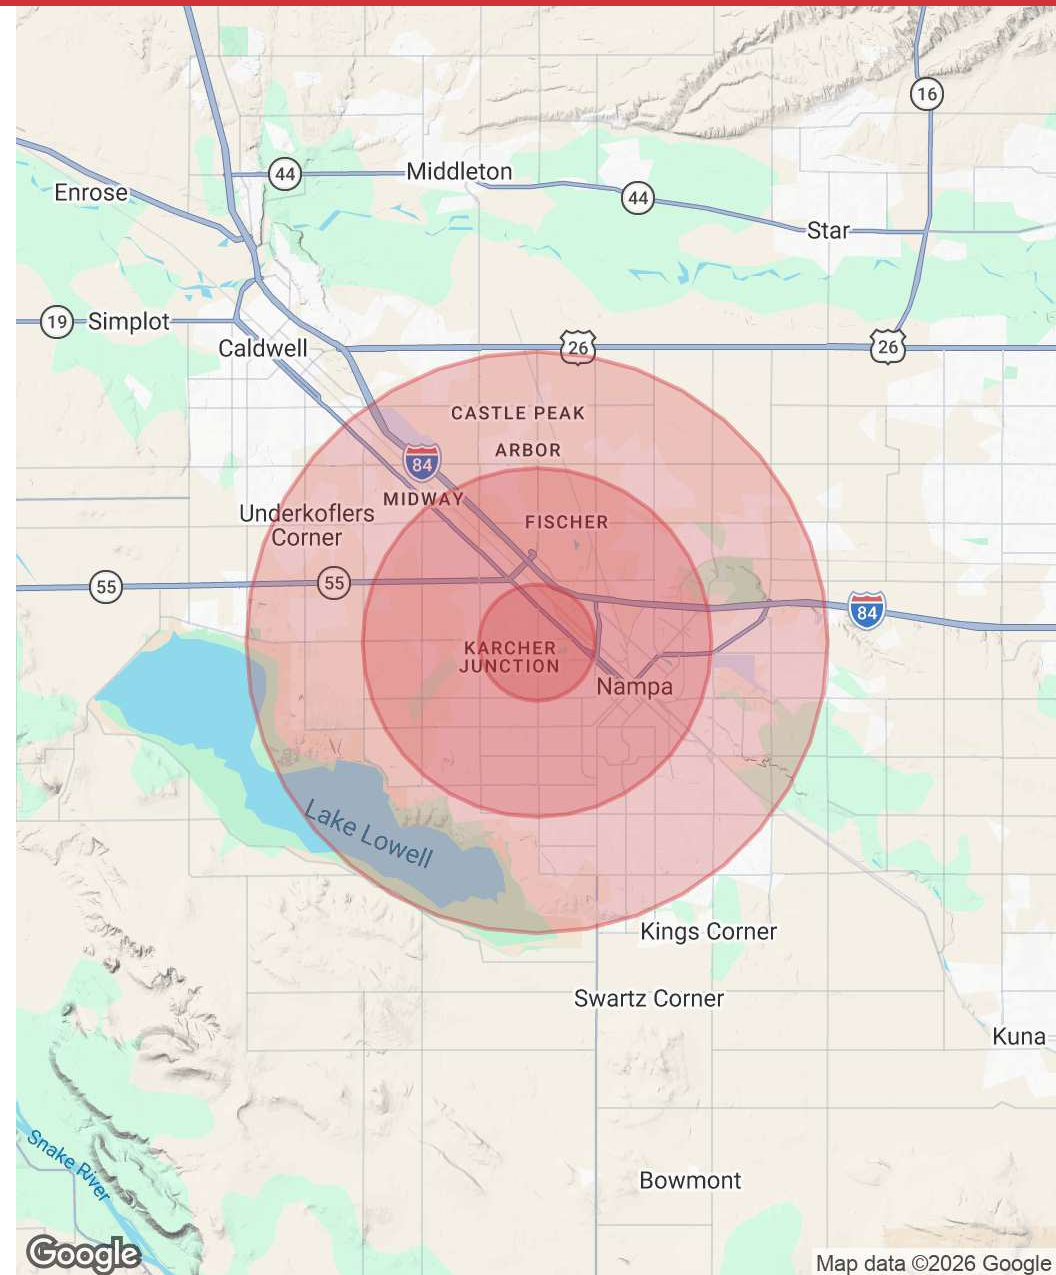 16
44
Middleton
Enrose
44
Star
19
Simplot
Caldwell
26
26
CASTLE PEAK
ARBOR
84
MIDWAY
Underkoflers
Corner
FISCHER
55
55
84
KARCHER
JUNCTION
Nampa
Lake Lowell
Kings Corner
Swartz Corner
Kuna
Snake River
Bowmont
Google
Map data ©2026 Google